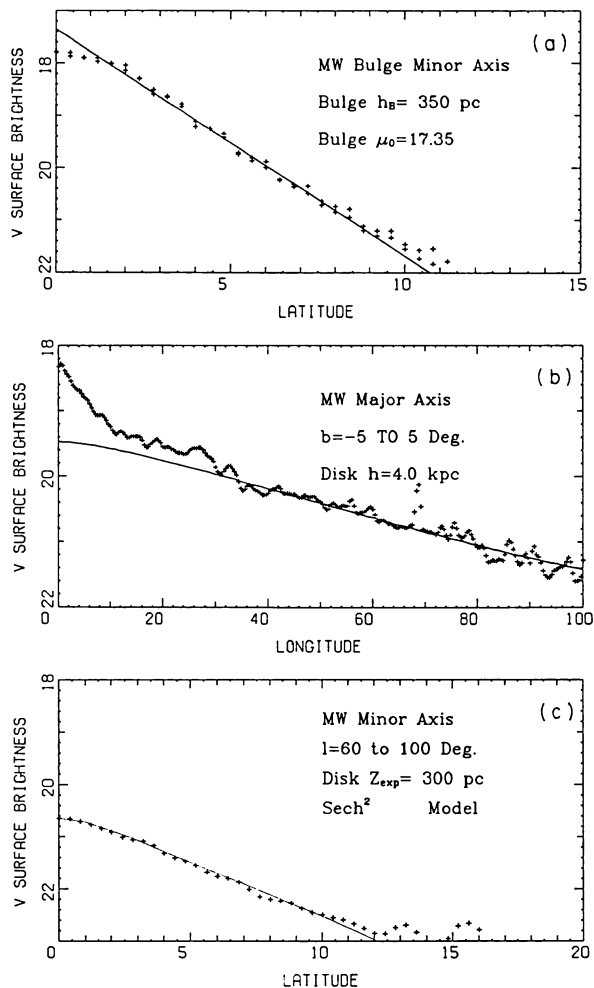 (a)
MW Bulge Minor Axis
Bulge hB= 350 pc
Bulge μ0=17.35
V SURFACE BRIGHTNESS
18
20
22
0 5 10 15
LATITUDE
(b)
MW Major Axis
b=-5 TO 5 Deg.
Disk h=4.0 kpc
V SURFACE BRIGHTNESS
18
20
22
0 20 40 60 80 100
LONGITUDE
(c)
MW Minor Axis
l=60 to 100 Deg.
Disk Zexp= 300 pc
Sech² Model
V SURFACE BRIGHTNESS
18
20
22
0 5 10 15 20
LATITUDE